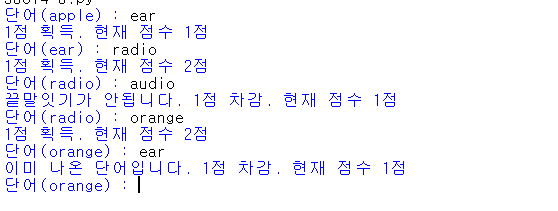 단어(apple) : ear
1점 획득. 현재 점수 1점
단어(ear) : radio
1점 획득. 현재 점수 2점
단어(radio) : audio
끝말잇기가 안됩니다. 1점 차감. 현재 점수 1점
단어(radio) : orange
1점 획득. 현재 점수 2점
단어(orange) : ear
이미 나온 단어입니다. 1점 차감. 현재 점수 1점
단어(orange) :